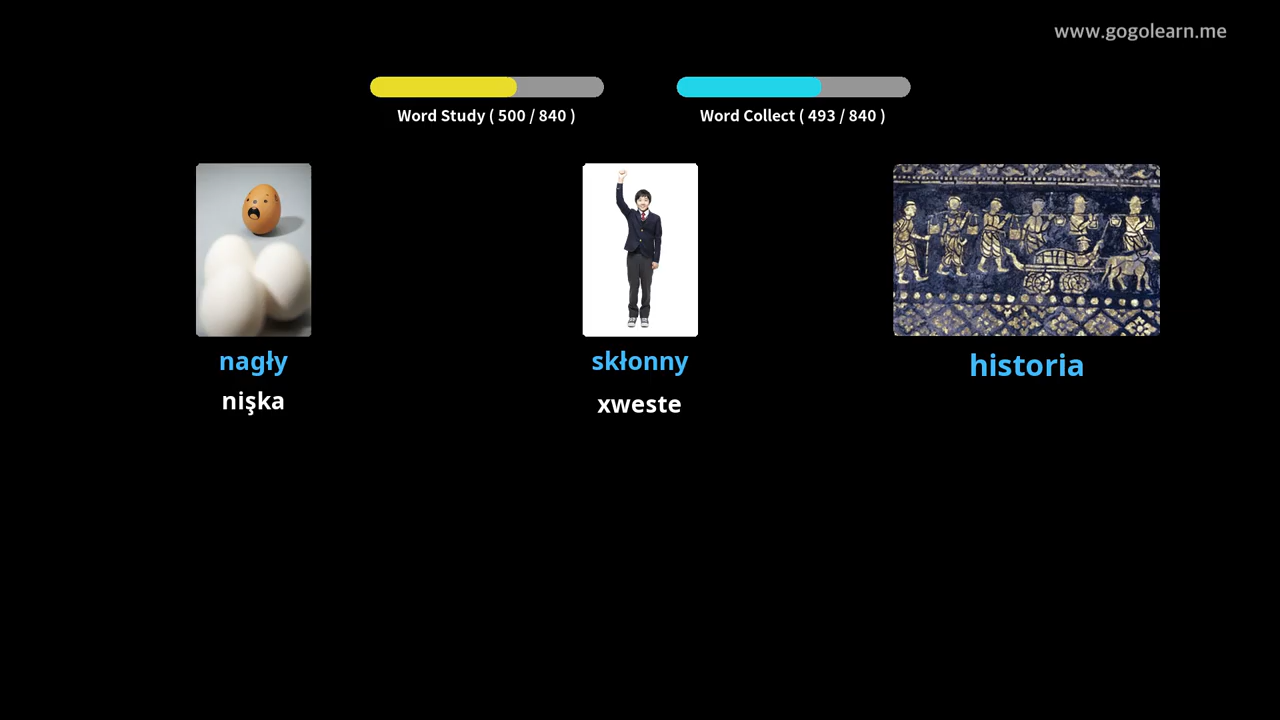 www.gogolearn.me
Word Study ( 500 / 840 )
Word Collect ( 493 / 840 )
nagły
skłonny
historia
nişka
xweste